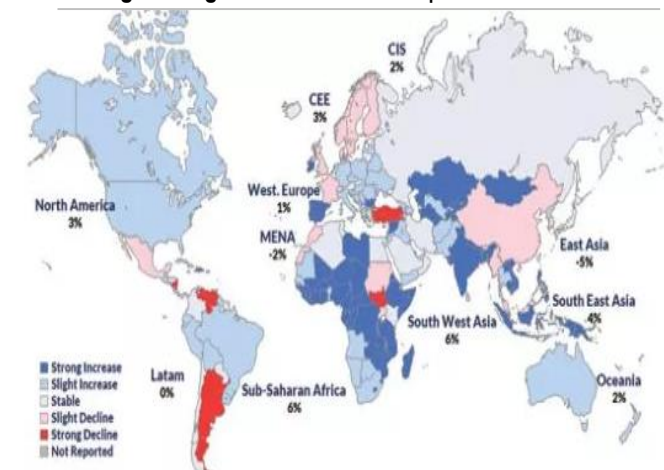 CIS
2%
CEE
3%
West. Europe
1%
North America
3%
MENA
-2%
East Asia
-5%
South East Asia
4%
South West Asia
6%
Latam
0%
Sub-Saharan Africa
6%
Oceania
2%
Strong Increase
Slight Increase
Stable
Slight Decline
Strong Decline
Not Reported